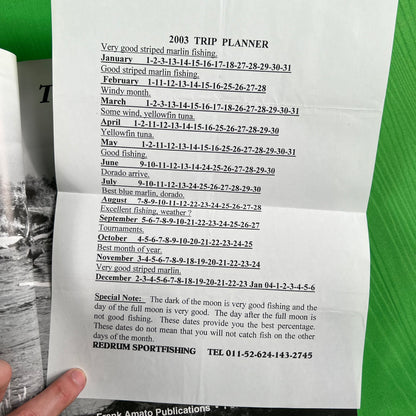 2003 TRIP PLANNER
Very good striped marlin fishing.
January 1-2-3-13-14-15-16-17-18-27-28-29-30-31
Good striped marlin fishing.
February 1-11-12-13-14-15-16-25-26-27-28
Windy month.
March 1-2-3-13-14-15-16-17-18-26-27-28-29-30-31
Some wind, yellowfin tuna.
April 1-2-11-12-13-14-15-16-25-26-28-29-30
Yellowfin tuna.
May 1-2-11-12-13-14-15-16-25-26-28-29-30-31
Good fishing.
June 9-10-11-12-13-14-24-25-26-27-28-29-30
Dorado arrive.
July 9-10-11-12-13-24-25-26-27-28-29-30
Best blue marlin, dorado.
August 7-8-9-10-11-12-22-23-24-25-26-27-28
Excellent fishing, weather ?
September 5-6-7-8-9-10-21-22-23-24-25-26-27
Tournaments.
October 4-5-6-7-8-9-10-20-21-22-23-24-25
Best month of year.
November 3-4-5-6-7-8-9-18-19-20-21-22-23-24
Very good striped marlin.
December 2-3-4-5-6-7-8-18-19-20-21-22-23 Jan 04-1-2-3-4-5-6
Special Note: The dark of the moon is very good fishing and the
day of the full moon is very good. The day after the full moon is
not good fishing. These dates provide you the best percentage.
These dates do not mean that you will not catch fish on the other
days of the month.
REDRUM SPORTFISHING TEL 011-52-624-143-2745
Frank Amato Publications